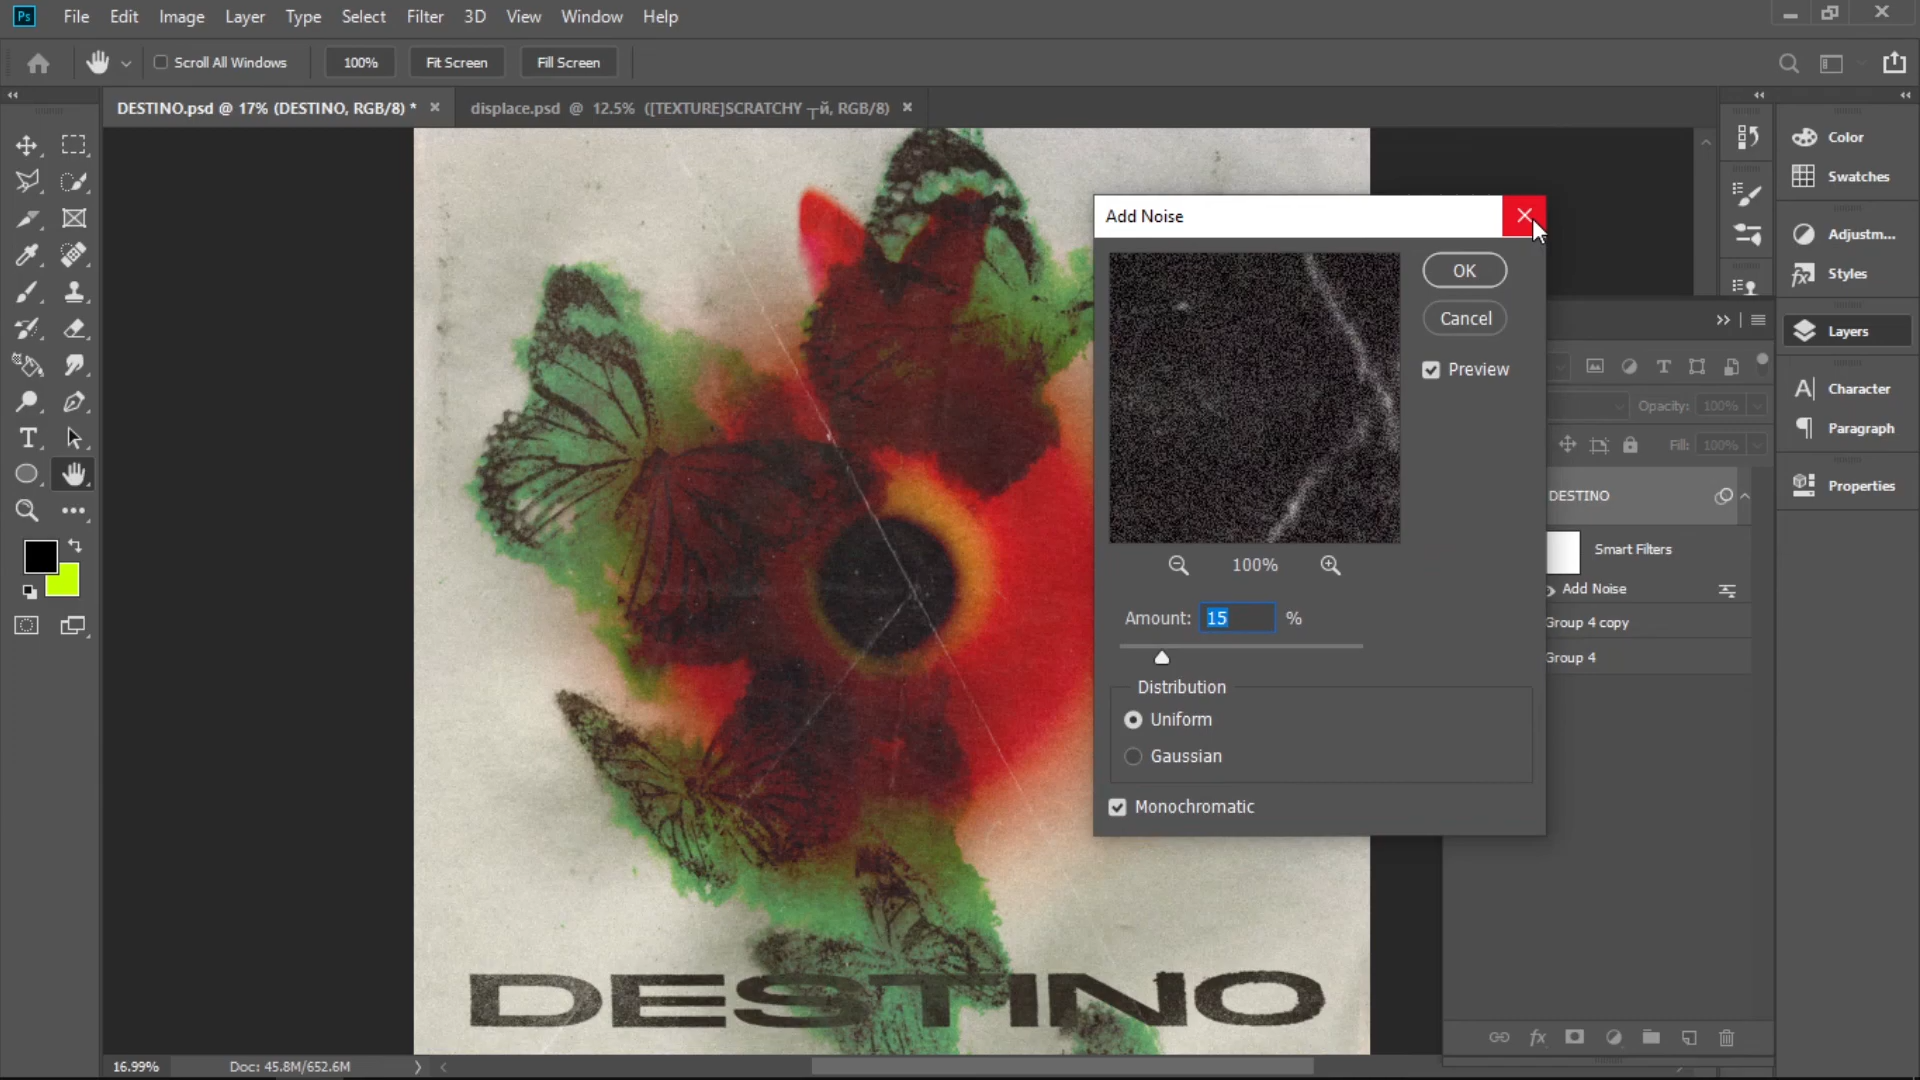 Ps File Edit Image Layer Type Select Filter 3D View Window Help
Scroll All Windows 100% Fit Screen Fill Screen
DESTINO.psd @ 17% (DESTINO, RGB/8) * displace.psd @ 12.5% ([TEXTURE]SCRATCHY ┬й, RGB/8)
Color
Swatches
Adjustm...
Styles
Layers
Character
Paragraph
Properties
Add Noise
OK
Cancel
Preview
100%
Amount: 15 %
Distribution
Uniform
Gaussian
Monochromatic
Opacity: 100%
Fill: 100%
DESTINO
Smart Filters
Add Noise
Group 4 copy
Group 4
DESTINO
16.99% Doc: 45.8M/652.6M